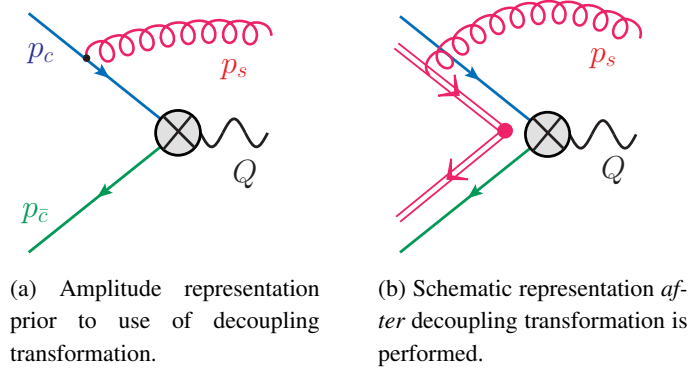 p_c
p_s
Q
p_{\bar{c}}
p_s
Q
(a) Amplitude representation
prior to use of decoupling
transformation.
(b) Schematic representation af-
ter decoupling transformation is
performed.